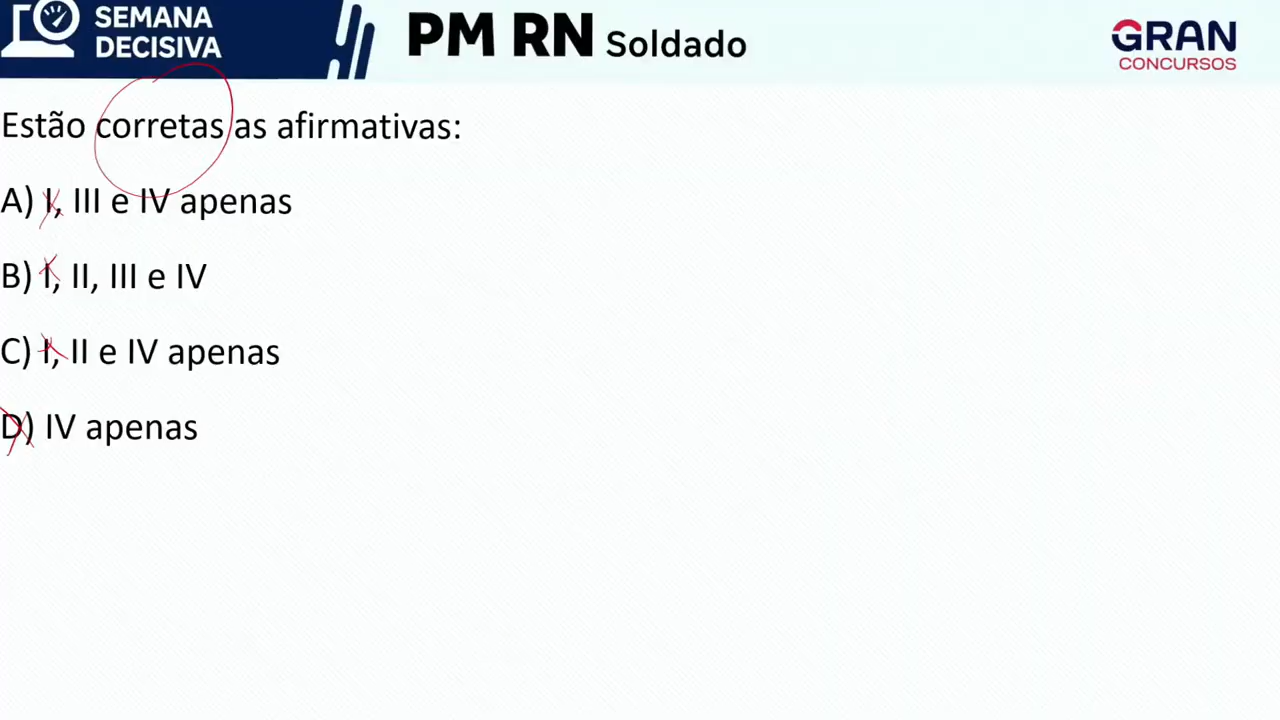 SEMANA
DECISIVA
PM RN Soldado
GRAN
CONCURSOS
Estão corretas as afirmativas:
A) I, III e IV apenas
B) I, II, III e IV
C) I, II e IV apenas
D) IV apenas